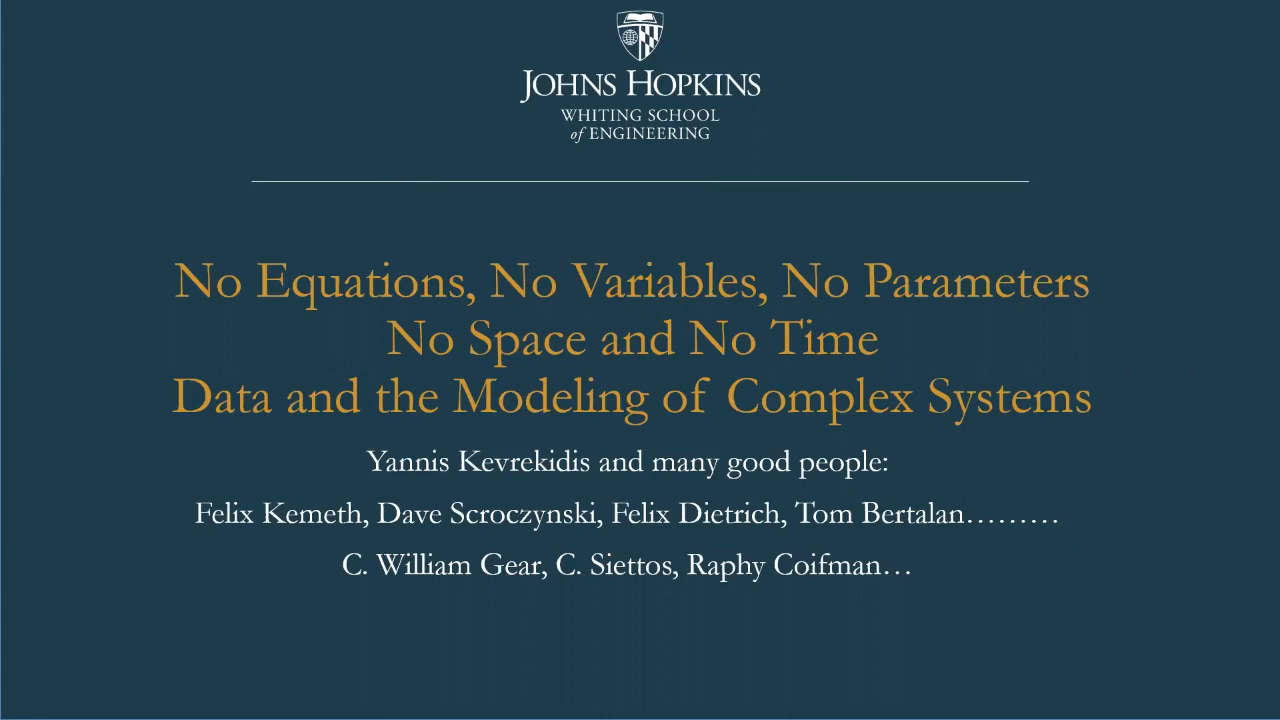 JOHNS HOPKINS
WHITING SCHOOL
of ENGINEERING
No Equations, No Variables, No Parameters
No Space and No Time
Data and the Modeling of Complex Systems
Yannis Kevrekidis and many good people:
Felix Kemeth, Dave Scroczynski, Felix Dietrich, Tom Bertalan.........
C. William Gear, C. Siettos, Raphy Coifman...